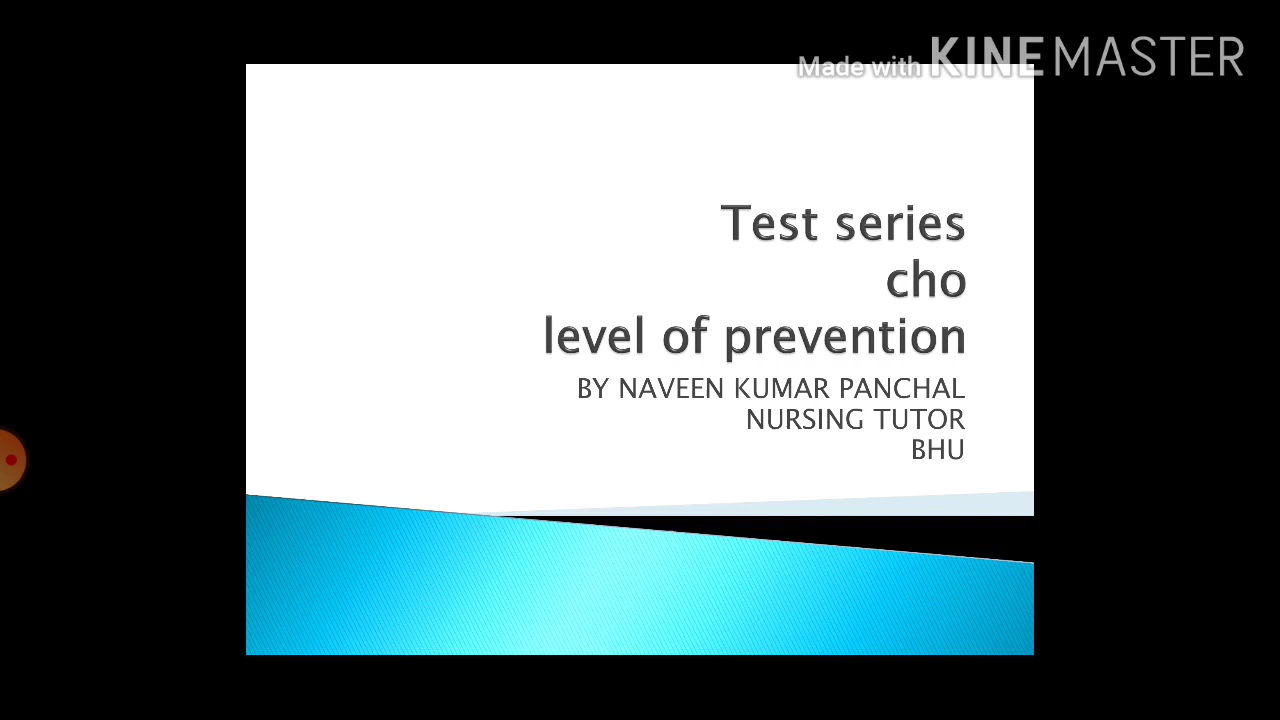 Made with KINEMASTER
Test series
cho
level of prevention
BY NAVEEN KUMAR PANCHAL
NURSING TUTOR
BHU